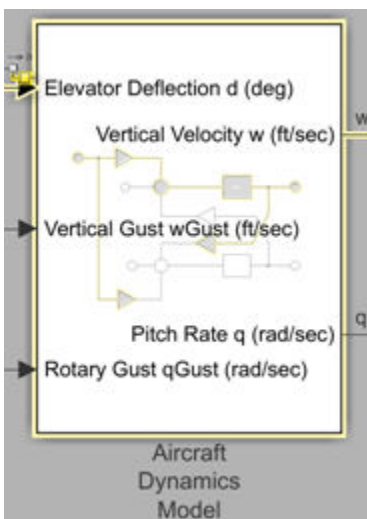 Elevator Deflection d (deg)
Vertical Velocity w (ft/sec)
w
Vertical Gust wGust (ft/sec)
q
Pitch Rate q (rad/sec)
Rotary Gust qGust (rad/sec)
Aircraft
Dynamics
Model